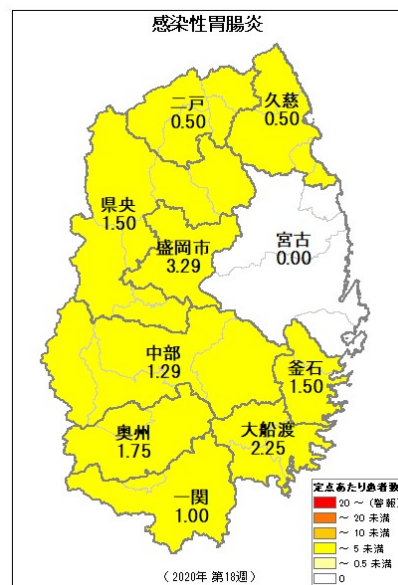 感染性胃腸炎
二戸
0.50
久慈
0.50
県央
1.50
盛岡市
3.29
宮古
0.00
中部
1.29
釜石
1.50
奥州
1.75
大船渡
2.25
一関
1.00
定点あたり患者数
20 ~ (警報)
~ 20 未満
~ 10 未満
~ 5 未満
~ 0.5 未満
0
(2020年 第18週)